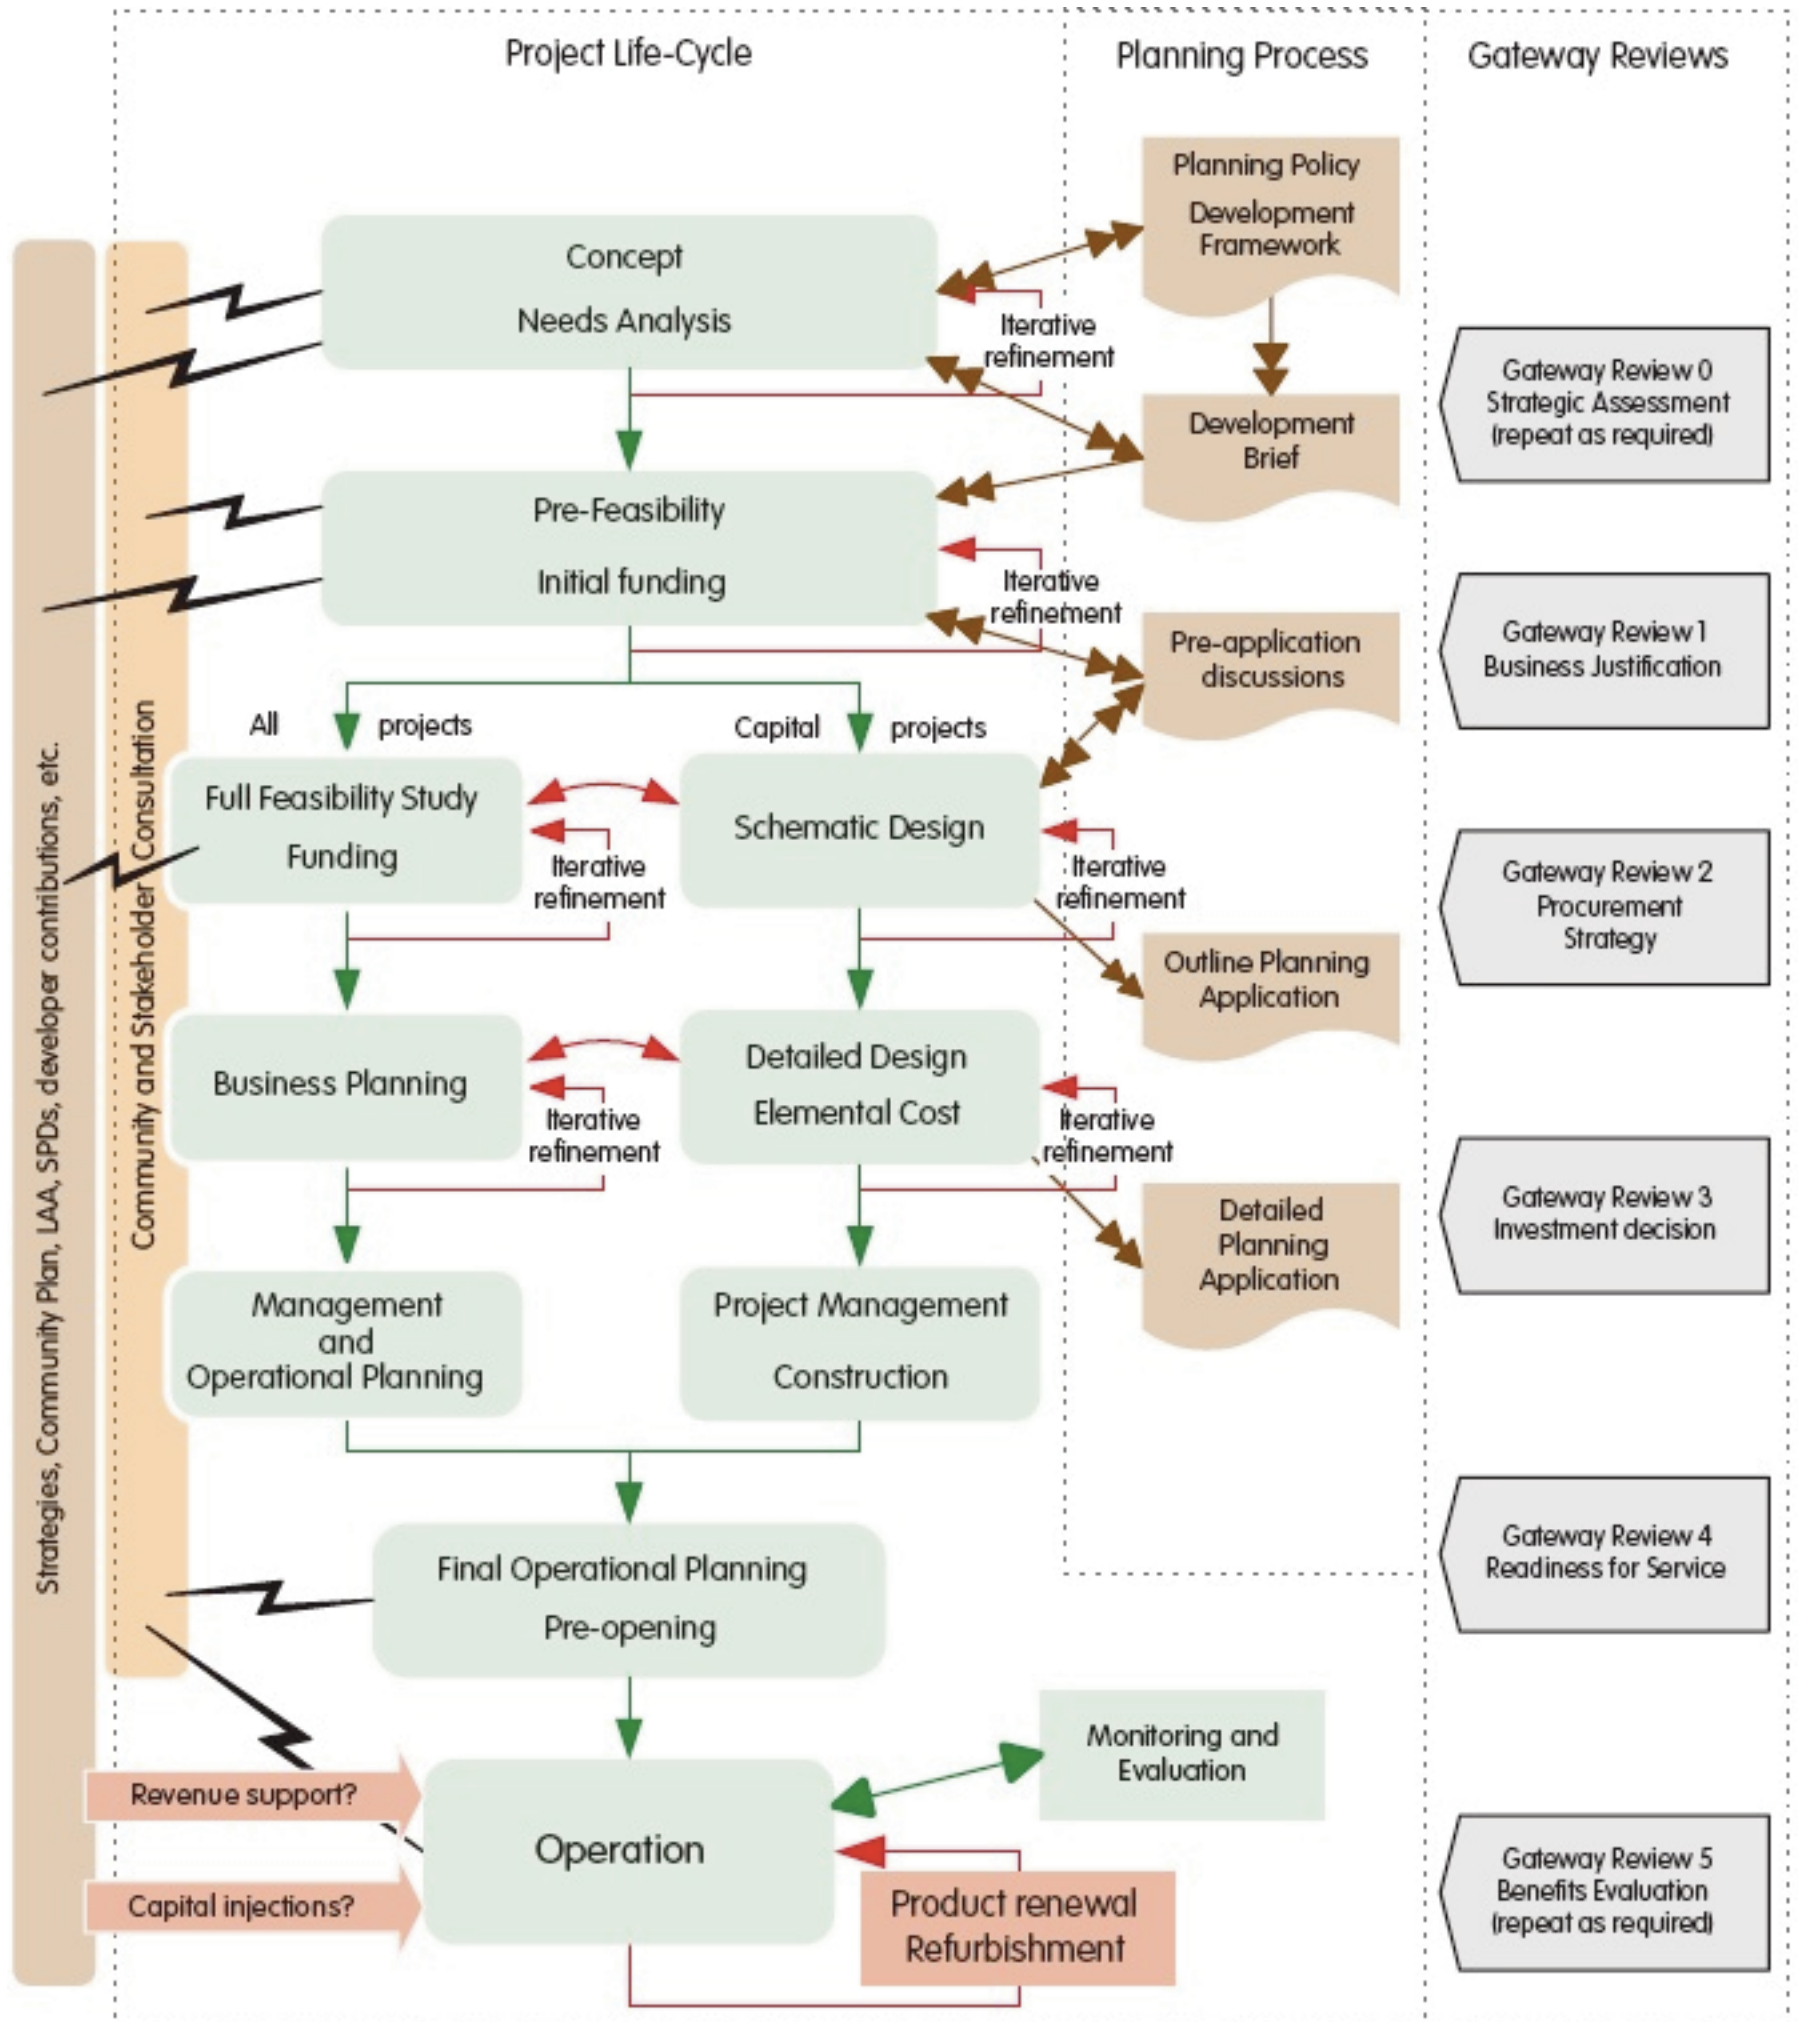 Project Life-Cycle
Planning Process
Gateway Reviews
Strategies, Community Plan, LAA, SPDs, developer contributions, etc.
Community and Stakeholder Consultation
Concept
Needs Analysis
Iterative
refinement
Planning Policy
Development
Framework
Development
Brief
Gateway Review 0
Strategic Assessment
(repeat as required)
Pre-Feasibility
Initial funding
Iterative
refinement
Pre-application
discussions
Gateway Review 1
Business Justification
All projects
Capital projects
Full Feasibility Study
Funding
Iterative
refinement
Schematic Design
Iterative
refinement
Outline Planning
Application
Gateway Review 2
Procurement
Strategy
Business Planning
Iterative
refinement
Detailed Design
Elemental Cost
Iterative
refinement
Detailed
Planning
Application
Gateway Review 3
Investment decision
Management
and
Operational Planning
Project Management
Construction
Final Operational Planning
Pre-opening
Gateway Review 4
Readiness for Service
Monitoring and
Evaluation
Revenue support?
Operation
Capital injections?
Product renewal
Refurbishment
Gateway Review 5
Benefits Evaluation
(repeat as required)